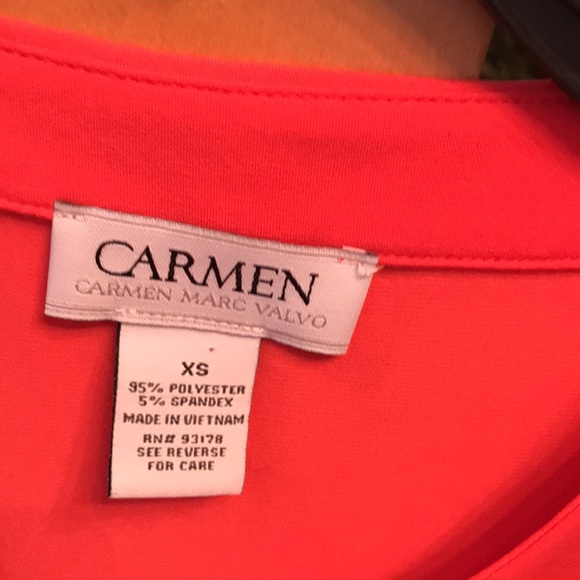 CARMEN
CARMEN MARC VALVO
XS
95% POLYESTER
5% SPANDEX
MADE IN VIETNAM
RN# 93178
SEE REVERSE
FOR CARE